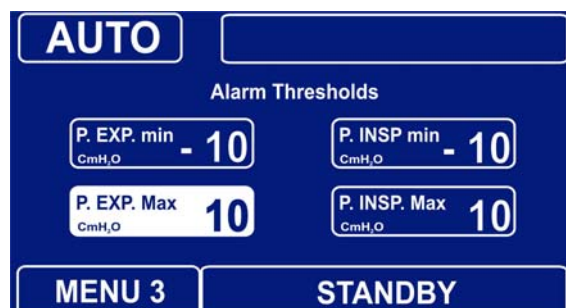 AUTO
Alarm Thresholds
P. EXP. min - 10
CmH₂O
P. INSP min - 10
CmH₂O
P. EXP. Max 10
CmH₂O
P. INSP. Max 10
CmH₂O
MENU 3
STANDBY